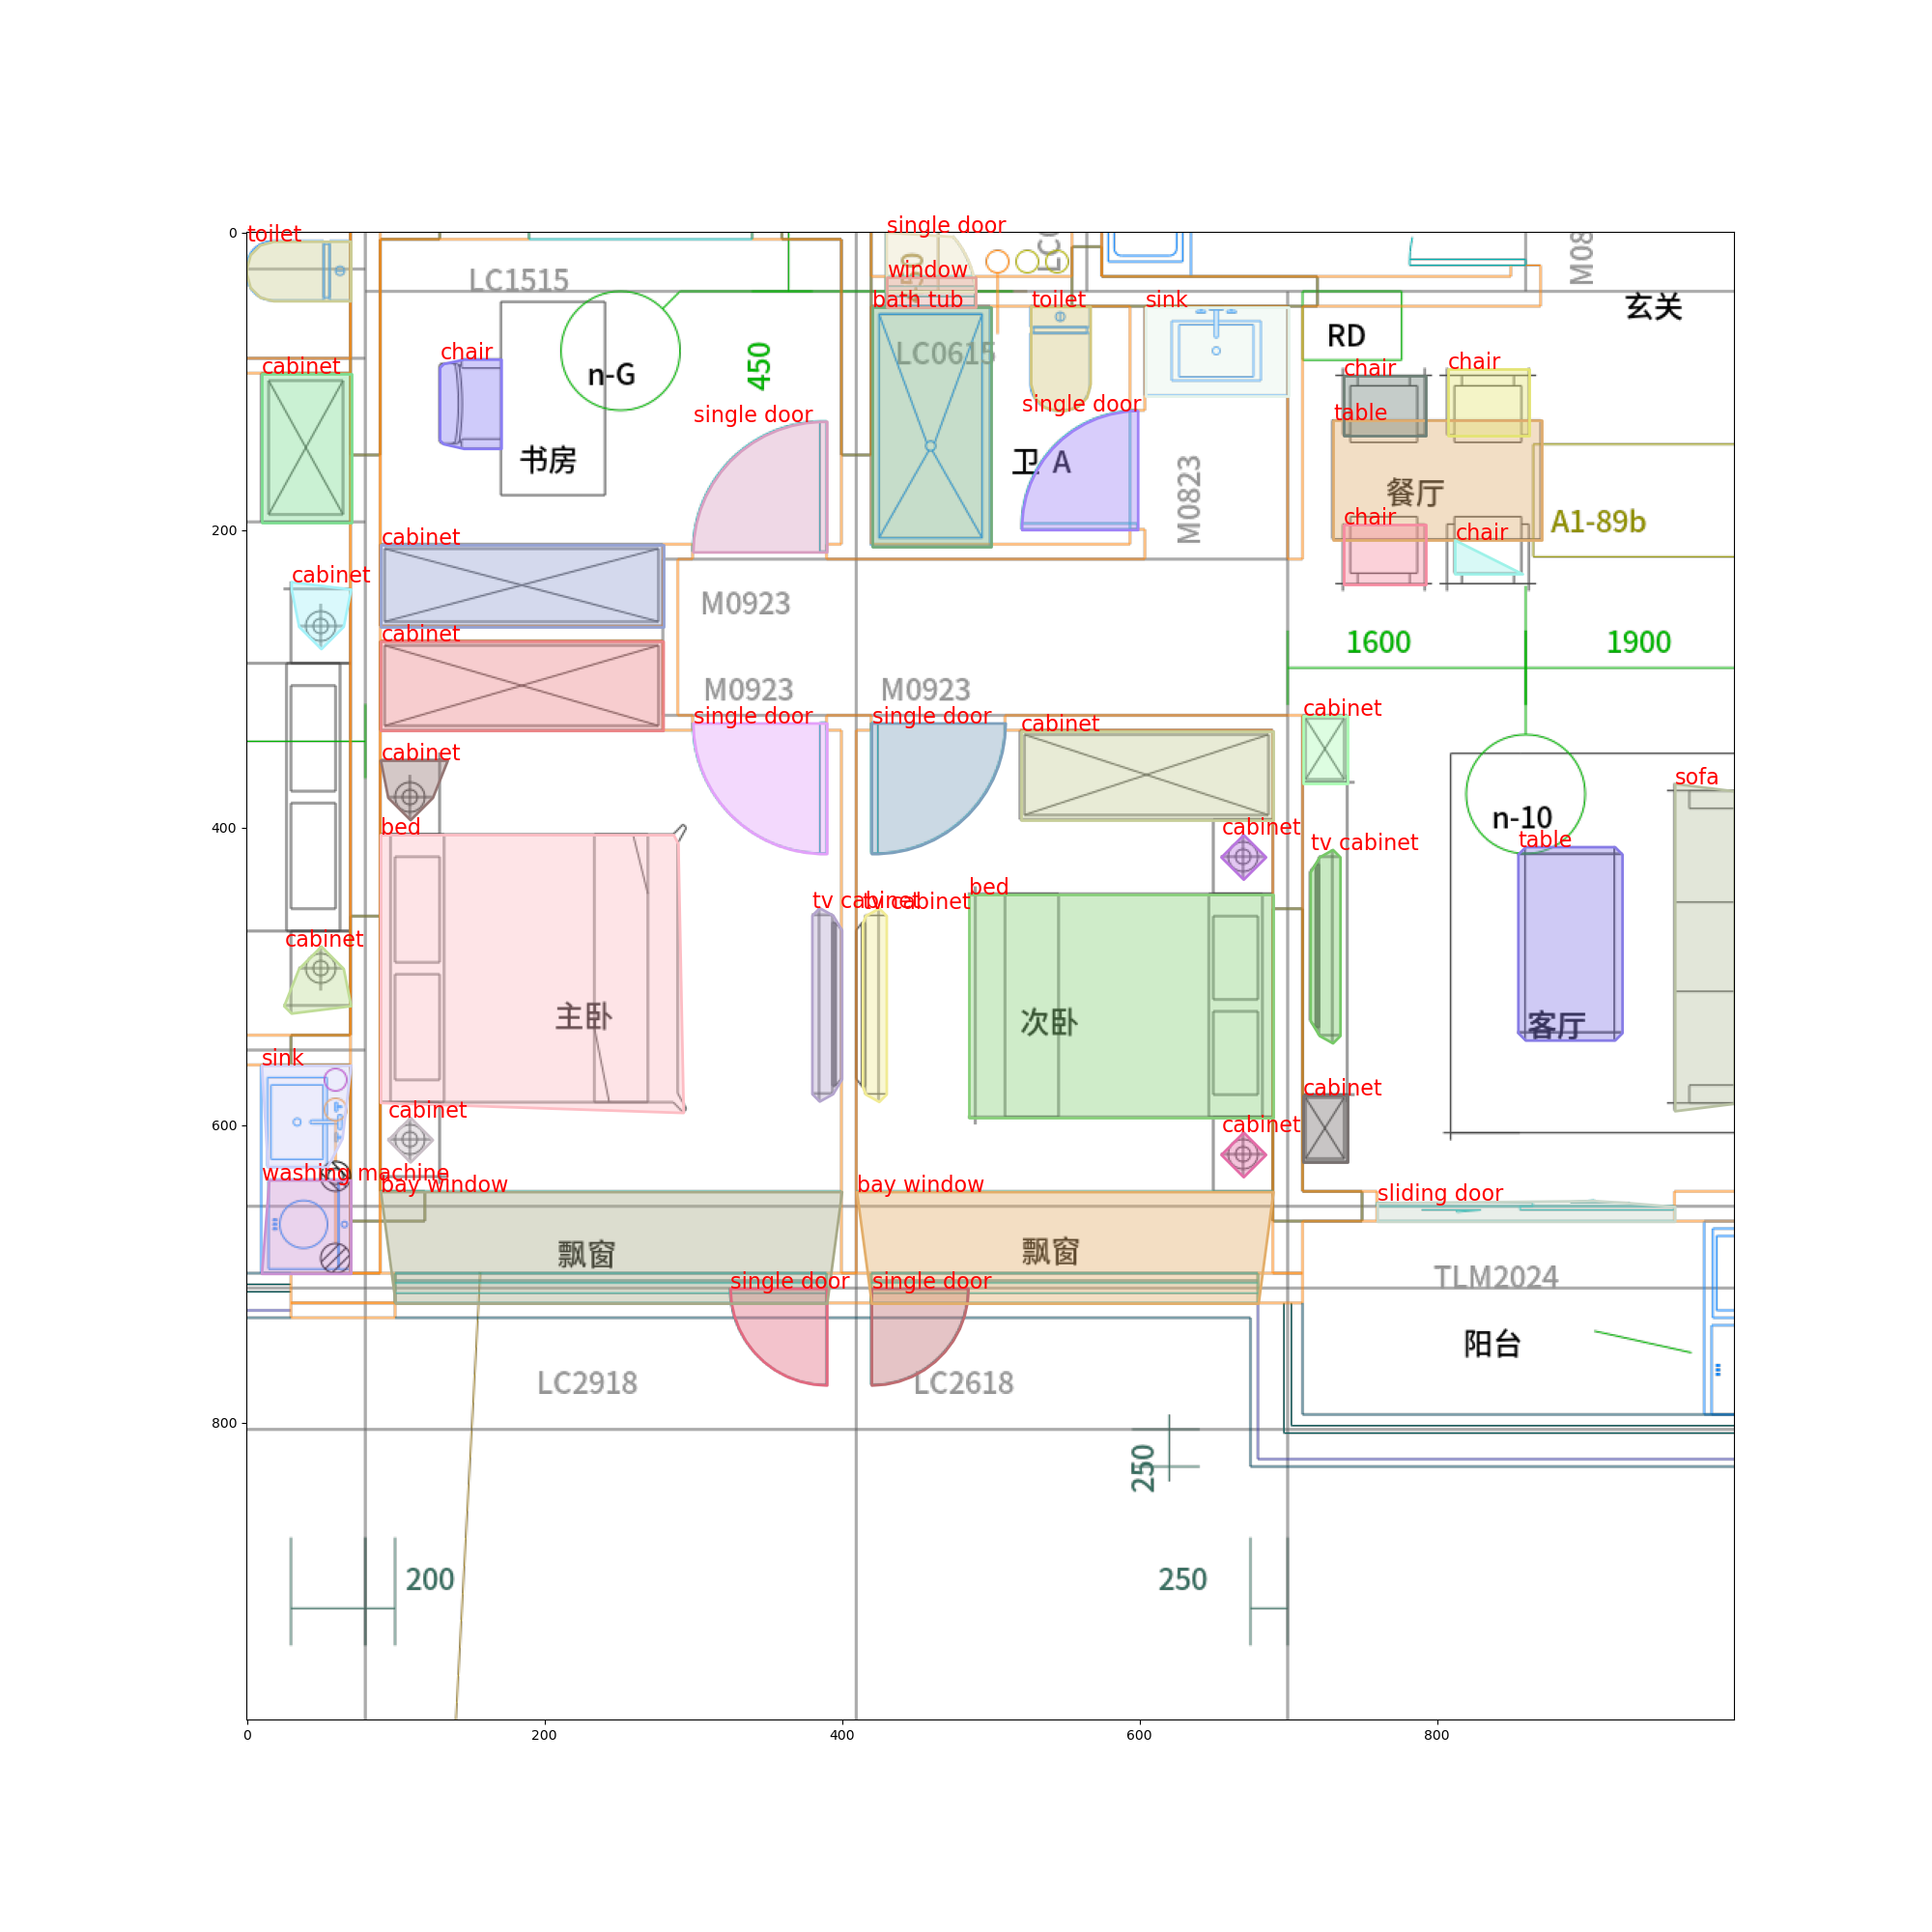 single door
0
toilet
LC1515
window
M08
玄关
bath tub
toilet
sink
RD
n-G
450
LC0615
cabinet
chair
chair
chair
single door
single door
table
书房
卫 A
M0823
餐厅
A1-89b
200
cabinet
chair
chair
cabinet
M0923
cabinet
1600
1900
M0923
M0923
single door
single door
cabinet
cabinet
cabinet
sofa
n-10
400
bed
cabinet
table
tv cabinet
tv cabinet
tv cabinet
bed
cabinet
主卧
次卧
客厅
sink
cabinet
600
cabinet
cabinet
washing machine
bay window
bay window
sliding door
飘窗
飘窗
single door
single door
TLM2024
阳台
LC2918
LC2618
800
250
200
250
0
200
400
600
800